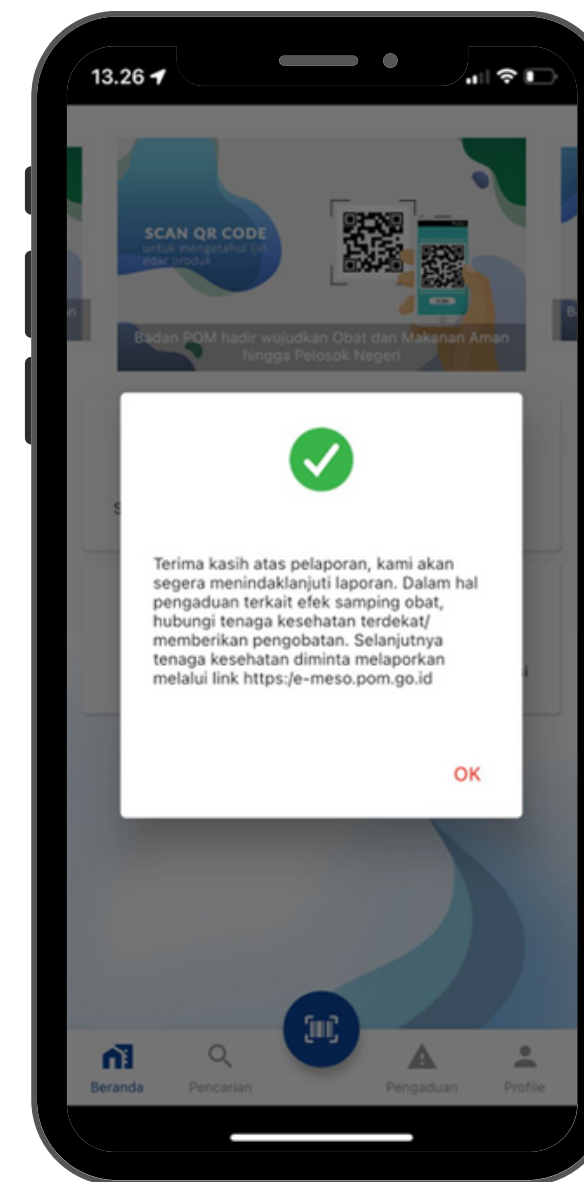 13.26
SCAN QR CODE
untuk mengetahui ijin
edar produk
Badan POM hadir wujudkan Obat dan Makanan Aman
hingga Pelosok Negeri
Terima kasih atas pelaporan, kami akan
segera menindaklanjuti laporan. Dalam hal
pengaduan terkait efek samping obat,
hubungi tenaga kesehatan terdekat/
memberikan pengobatan. Selanjutnya
tenaga kesehatan diminta melaporkan
melalui link https:/e-meso.pom.go.id
OK
Beranda
Pencarian
Pengaduan
Profile